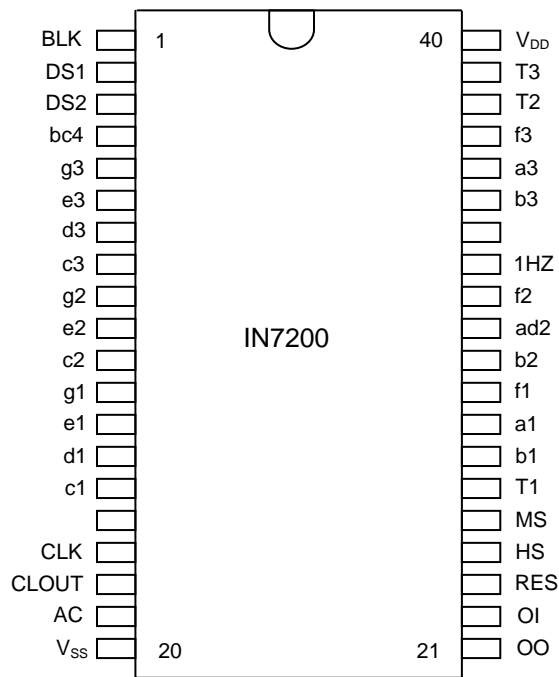 BLK 1 40 V_DD
DS1 T3
DS2 T2
bc4 f3
g3 a3
e3 b3
d3
c3 1HZ
g2 f2
e2 ad2
IN7200
c2 b2
g1 f1
e1 a1
d1 b1
c1 T1
MS
CLK HS
CLOUT RES
AC OI
V_SS 20 21 OO